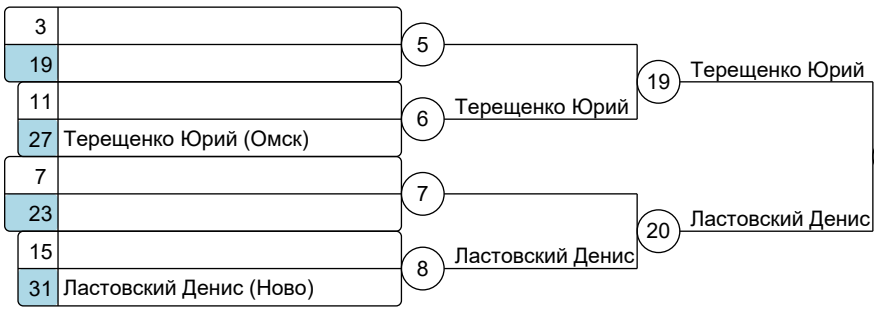 3
5
19
19 Терещенко Юрий
11
6 Терещенко Юрий
27 Терещенко Юрий (Омск)
7
7
23
20 Ластовский Денис
15
8 Ластовский Денис
31 Ластовский Денис (Ново)